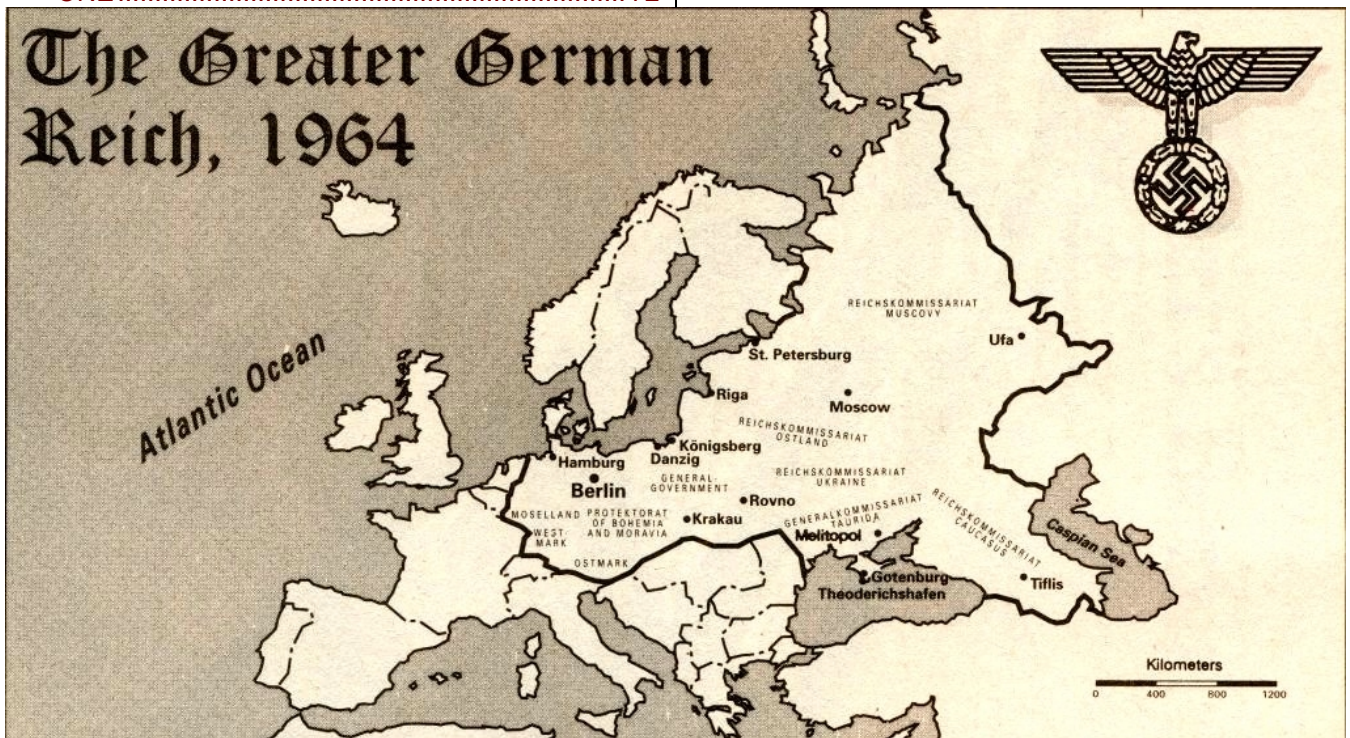 The Greater German
Reich, 1964
Atlantic Ocean
REICHSKOMMISSARIAT
MUSCOVY
Ufa
St. Petersburg
Riga
Moscow
REICHSKOMMISSARIAT
OSTLAND
Königsberg
Danzig
Hamburg
Berlin
GENERAL-
GOVERNMENT
REICHSKOMMISSARIAT
UKRAINE
Rovno
MOSELLAND
PROTEKTORAT
OF BOHEMIA
AND MORAVIA
WEST-
MARK
Krakau
GENERALKOMMISSARIAT
TAURIDA
Melitopol
REICHSKOMMISSARIAT
CAUCASUS
Caspian Sea
OSTMARK
Gotenburg
Theoderichshafen
Tiflis
Kilometers
0 400 800 1200